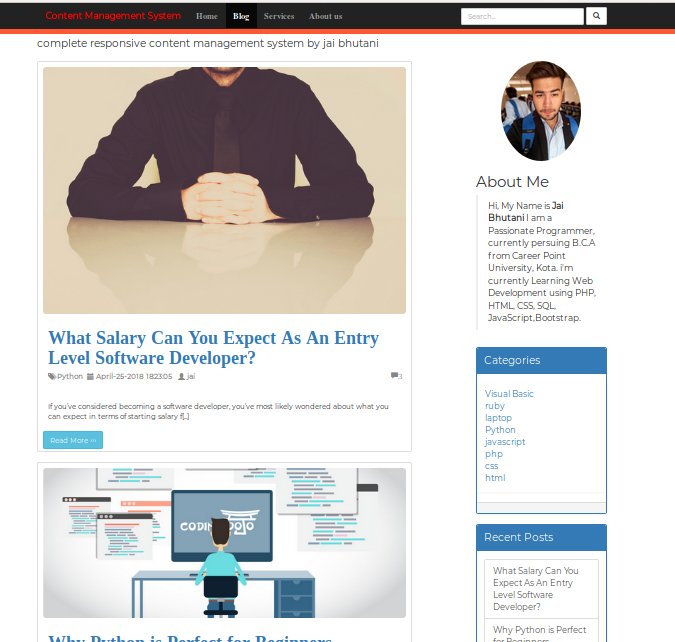 Content Management System Home Blog Services About us Search..
complete responsive content management system by jai bhutani
What Salary Can You Expect As An Entry
Level Software Developer?
Python April-25-2018 18:23:05 jai
If you've considered becoming a software developer, you've most likely wondered about what you
can expect in terms of starting salary f[..]
Read More ››
CODING DOJO
Why Python is Perfect for Beginners
About Me
Hi, My Name is Jai
Bhutani I am a
Passionate Programmer,
currently persuing B.C.A
from Career Point
University, Kota. i'm
currently Learning Web
Development using PHP,
HTML, CSS, SQL,
JavaScript,Bootstrap.
Categories
Visual Basic
ruby
laptop
Python
javascript
php
css
html
Recent Posts
What Salary Can You
Expect As An Entry
Level Software
Developer?
Why Python is Perfect
for Beginners